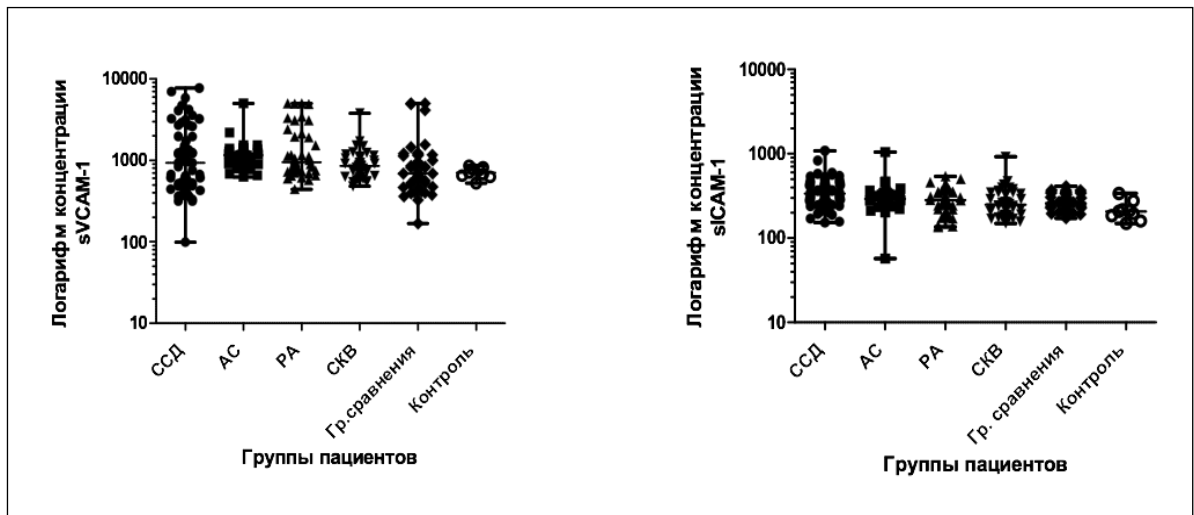 Логарифм концентрации
sVCAM-1
10000
1000
100
10
ССД
АС
РА
СКВ
Гр.сравнения
Контроль
Группы пациентов
Логарифм концентрации
sICAM-1
10000
1000
100
10
ССД
АС
РА
СКВ
Гр. сравнения
Контроль
Группы пациентов